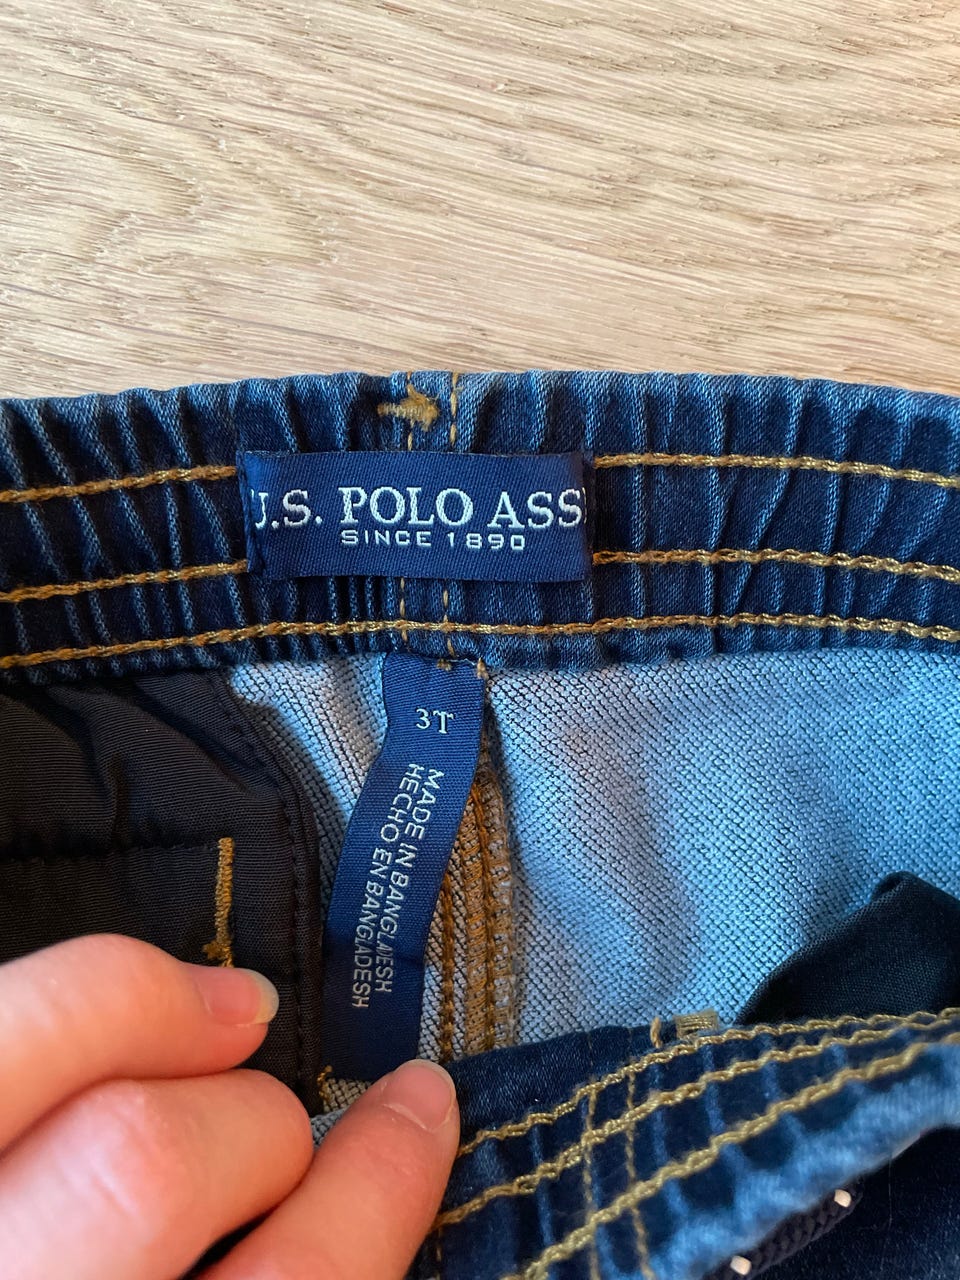 U.S. POLO ASS
SINCE 1890
3T
MADE IN BANGLADESH
HECHO EN BANGLADESH